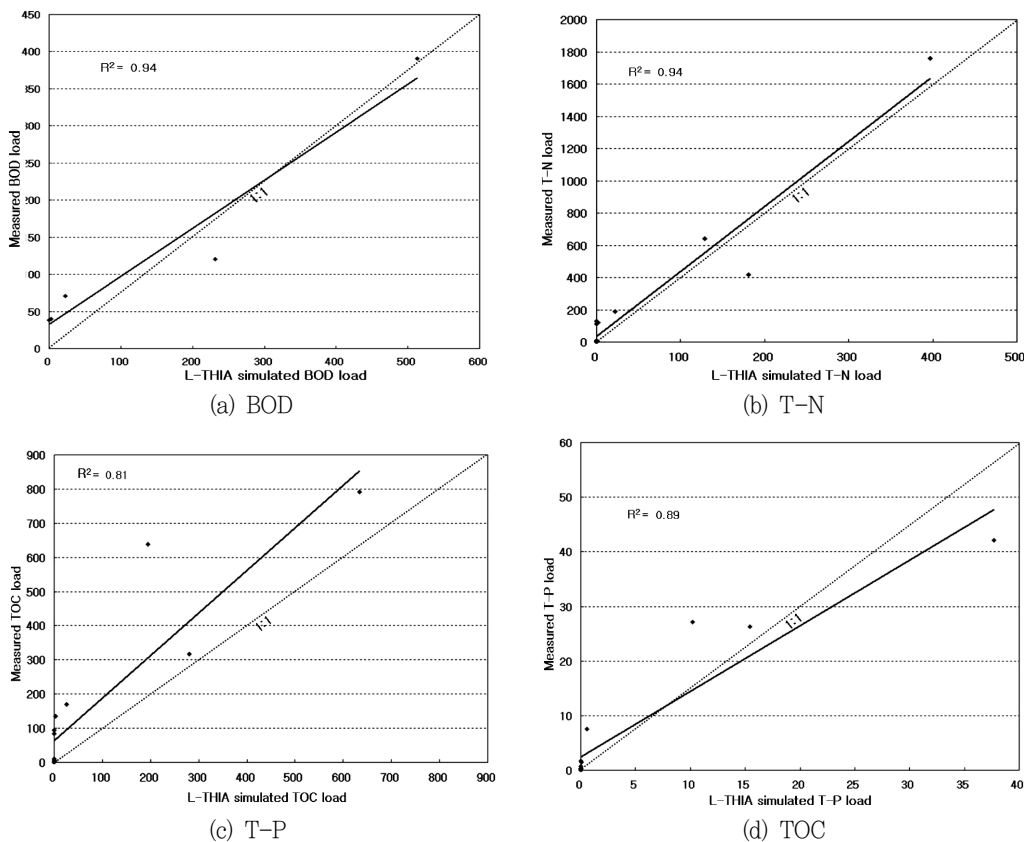 R²= 0.94
Measured BOD load
450
400
350
300
250
200
150
100
50
0
0 100 200 300 400 500 600
1:1
L-THIA simulated BOD load
(a) BOD
R²= 0.94
Measured T-N load
2000
1800
1600
1400
1200
1000
800
600
400
200
0
0 100 200 300 400 500
1:1
L-THIA simulated T-N load
(b) T-N
R²= 0.81
Measured TOC load
900
800
700
600
500
400
300
200
100
0
0 100 200 300 400 500 600 700 800 900
1:1
L-THIA simulated TOC load
(c) T-P
R²= 0.89
Measured T-P load
60
50
40
30
20
10
0
0 5 10 15 20 25 30 35 40
1:1
L-THIA simulated T-P load
(d) TOC